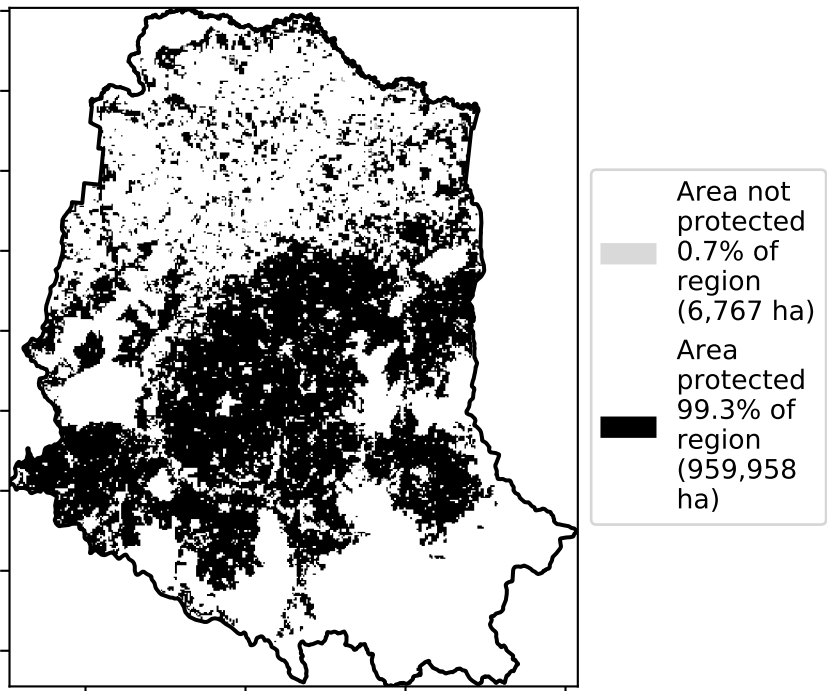 Area not
protected
0.7% of
region
(6,767 ha)
Area
protected
99.3% of
region
(959,958
ha)